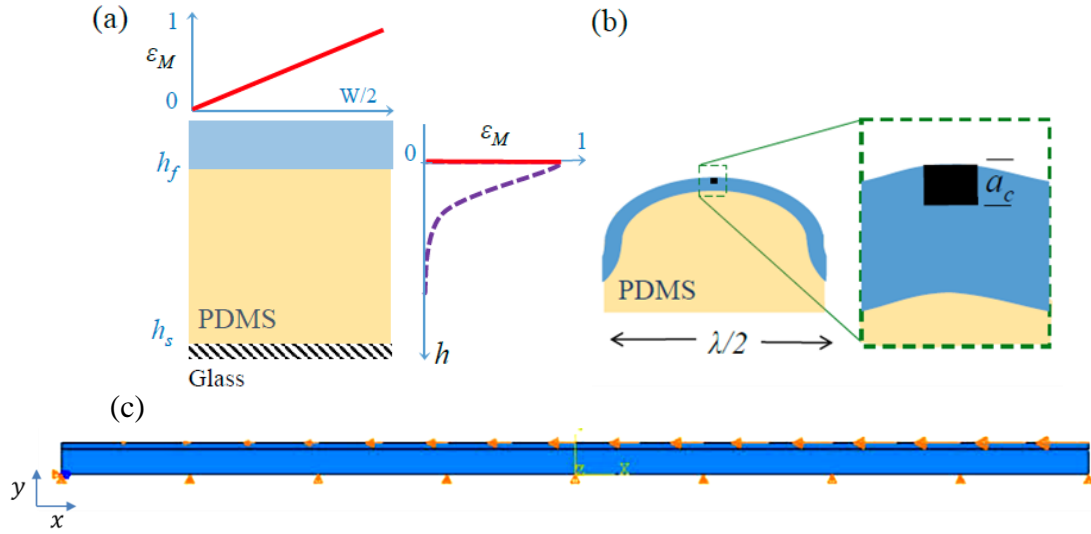 (a)
1
ε_M
0
W/2
h_f
PDMS
h_s
Glass
0
ε_M
1
h
(b)
PDMS
λ/2
a_c
(c)
y
x
X